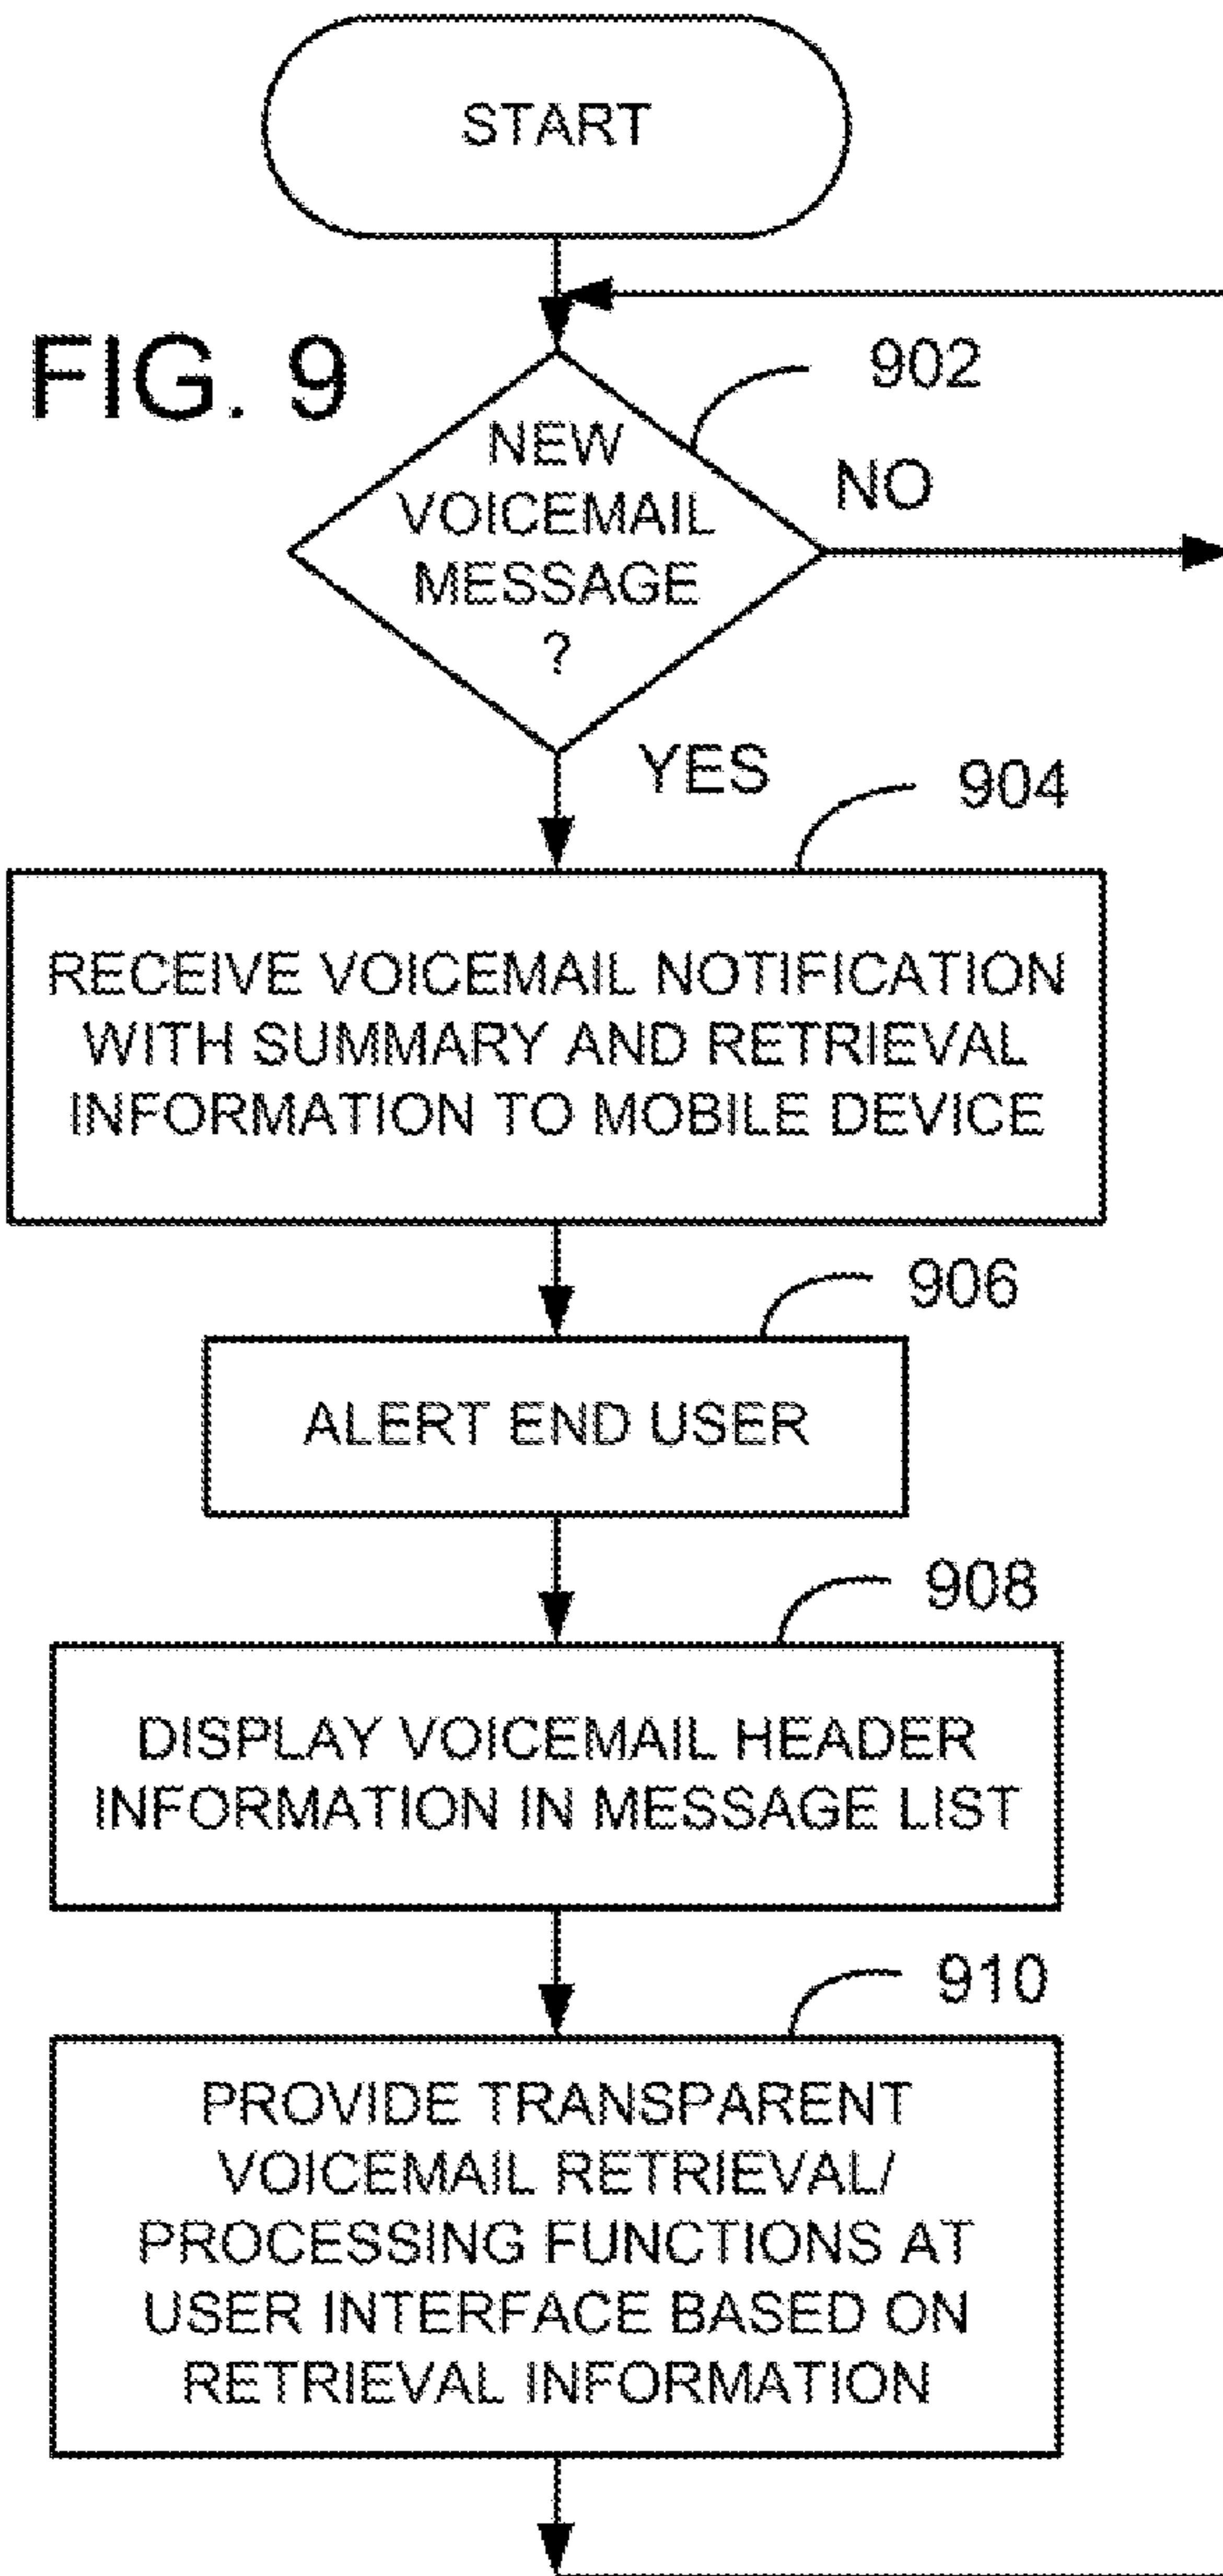 START
FIG. 9
902
NEW
VOICEMAIL
MESSAGE
?
NO
YES
904
RECEIVE VOICEMAIL NOTIFICATION
WITH SUMMARY AND RETRIEVAL
INFORMATION TO MOBILE DEVICE
906
ALERT END USER
908
DISPLAY VOICEMAIL HEADER
INFORMATION IN MESSAGE LIST
910
PROVIDE TRANSPARENT
VOICEMAIL RETRIEVAL/
PROCESSING FUNCTIONS AT
USER INTERFACE BASED ON
RETRIEVAL INFORMATION